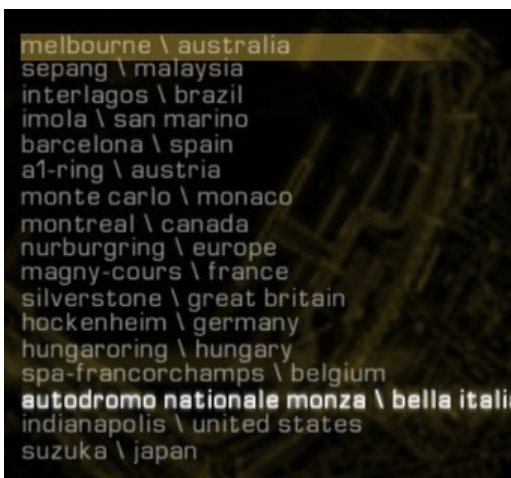 melbourne \ australia
sepang \ malaysia
interlagos \ brazil
imola \ san marino
barcelona \ spain
a1-ring \ austria
monte carlo \ monaco
montreal \ canada
nurburgring \ europe
magny-cours \ france
silverstone \ great britain
hockenheim \ germany
hungaroring \ hungary
spa-francorchamps \ belgium
autodromo nationale monza \ bella itali
indianapolis \ united states
suzuka \ japan